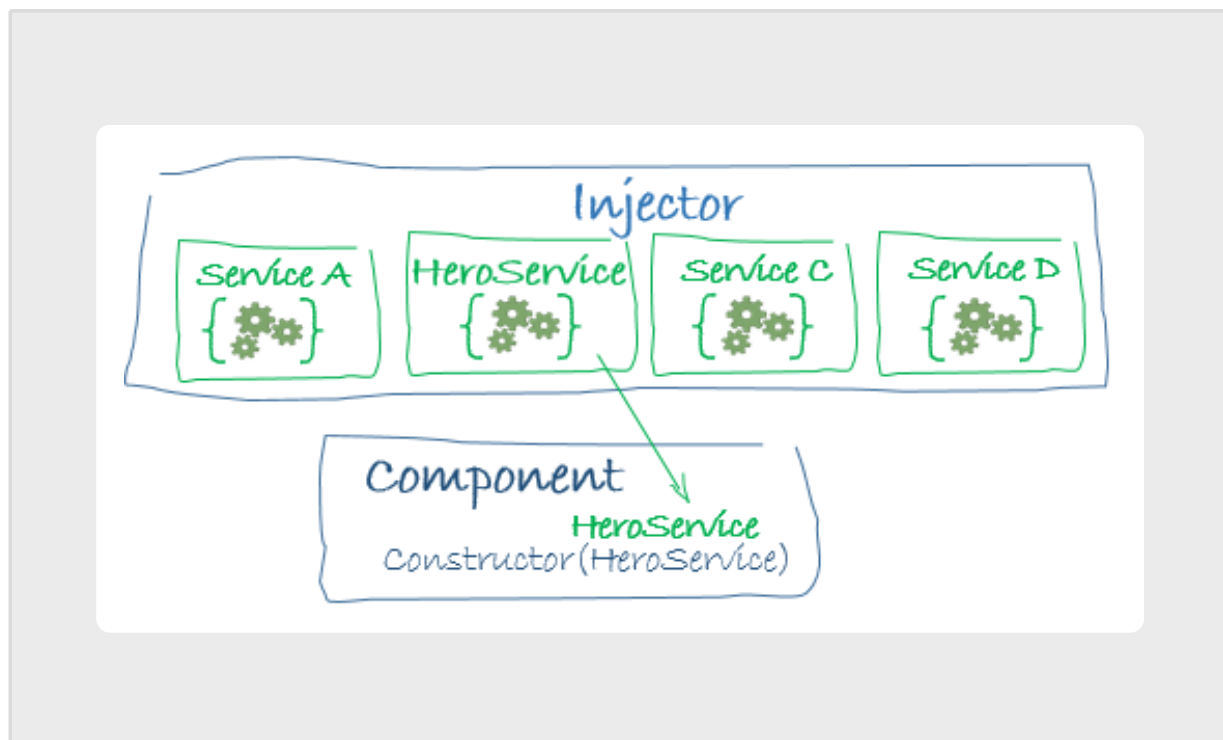 Injector
Service A
HeroService
Service C
Service D
Component
HeroService
Constructor(HeroService)